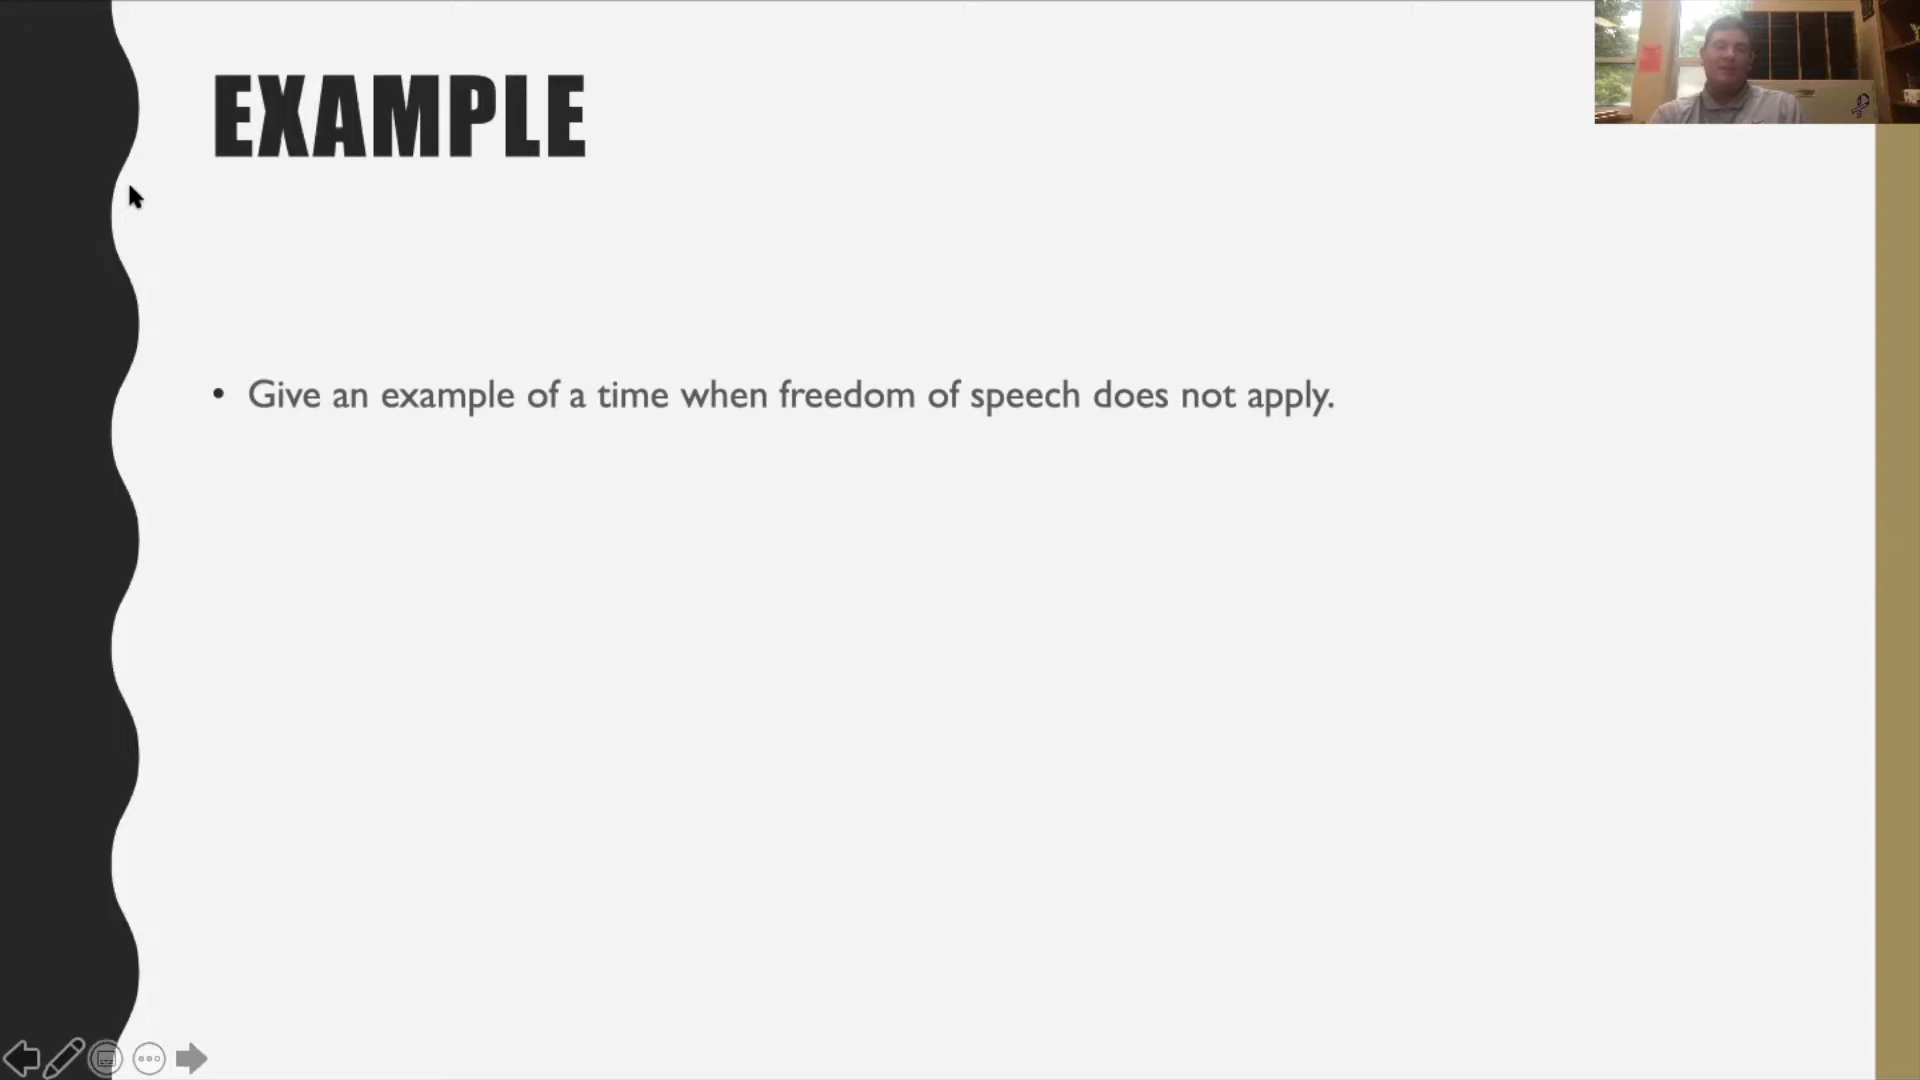 EXAMPLE
• Give an example of a time when freedom of speech does not apply.